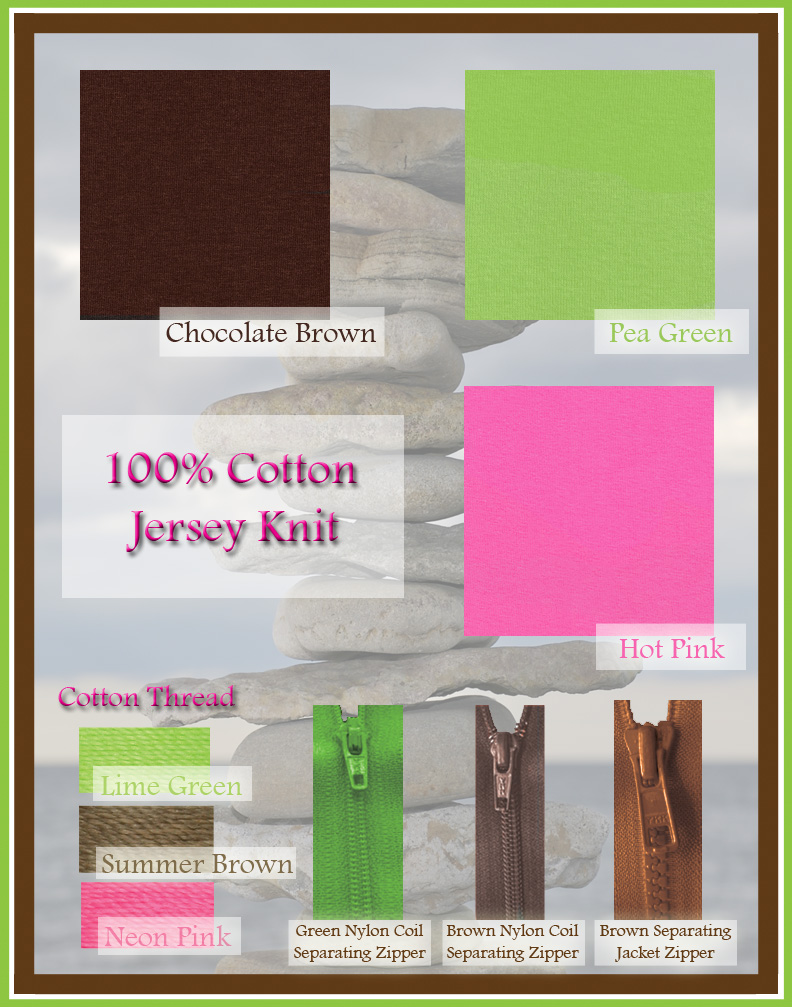 Chocolate Brown
Pea Green
100% Cotton
Jersey Knit
Hot Pink
Cotton Thread
Lime Green
Summer Brown
Neon Pink
Green Nylon Coil
Separating Zipper
Brown Nylon Coil
Separating Zipper
Brown Separating
Jacket Zipper